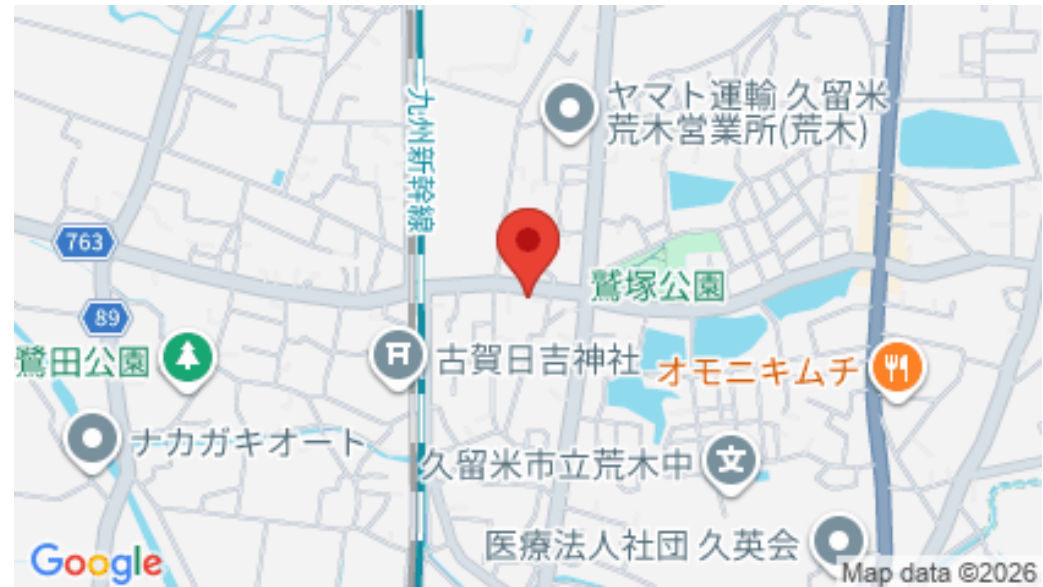 ヤマト運輸 久留米
荒木営業所(荒木)
九州新幹線
763
鷲塚公園
89
鷺田公園
古賀日吉神社
オモニキムチ
ナカガキオート
久留米市立荒木中
医療法人社団 久英会
Google
Map data ©2026